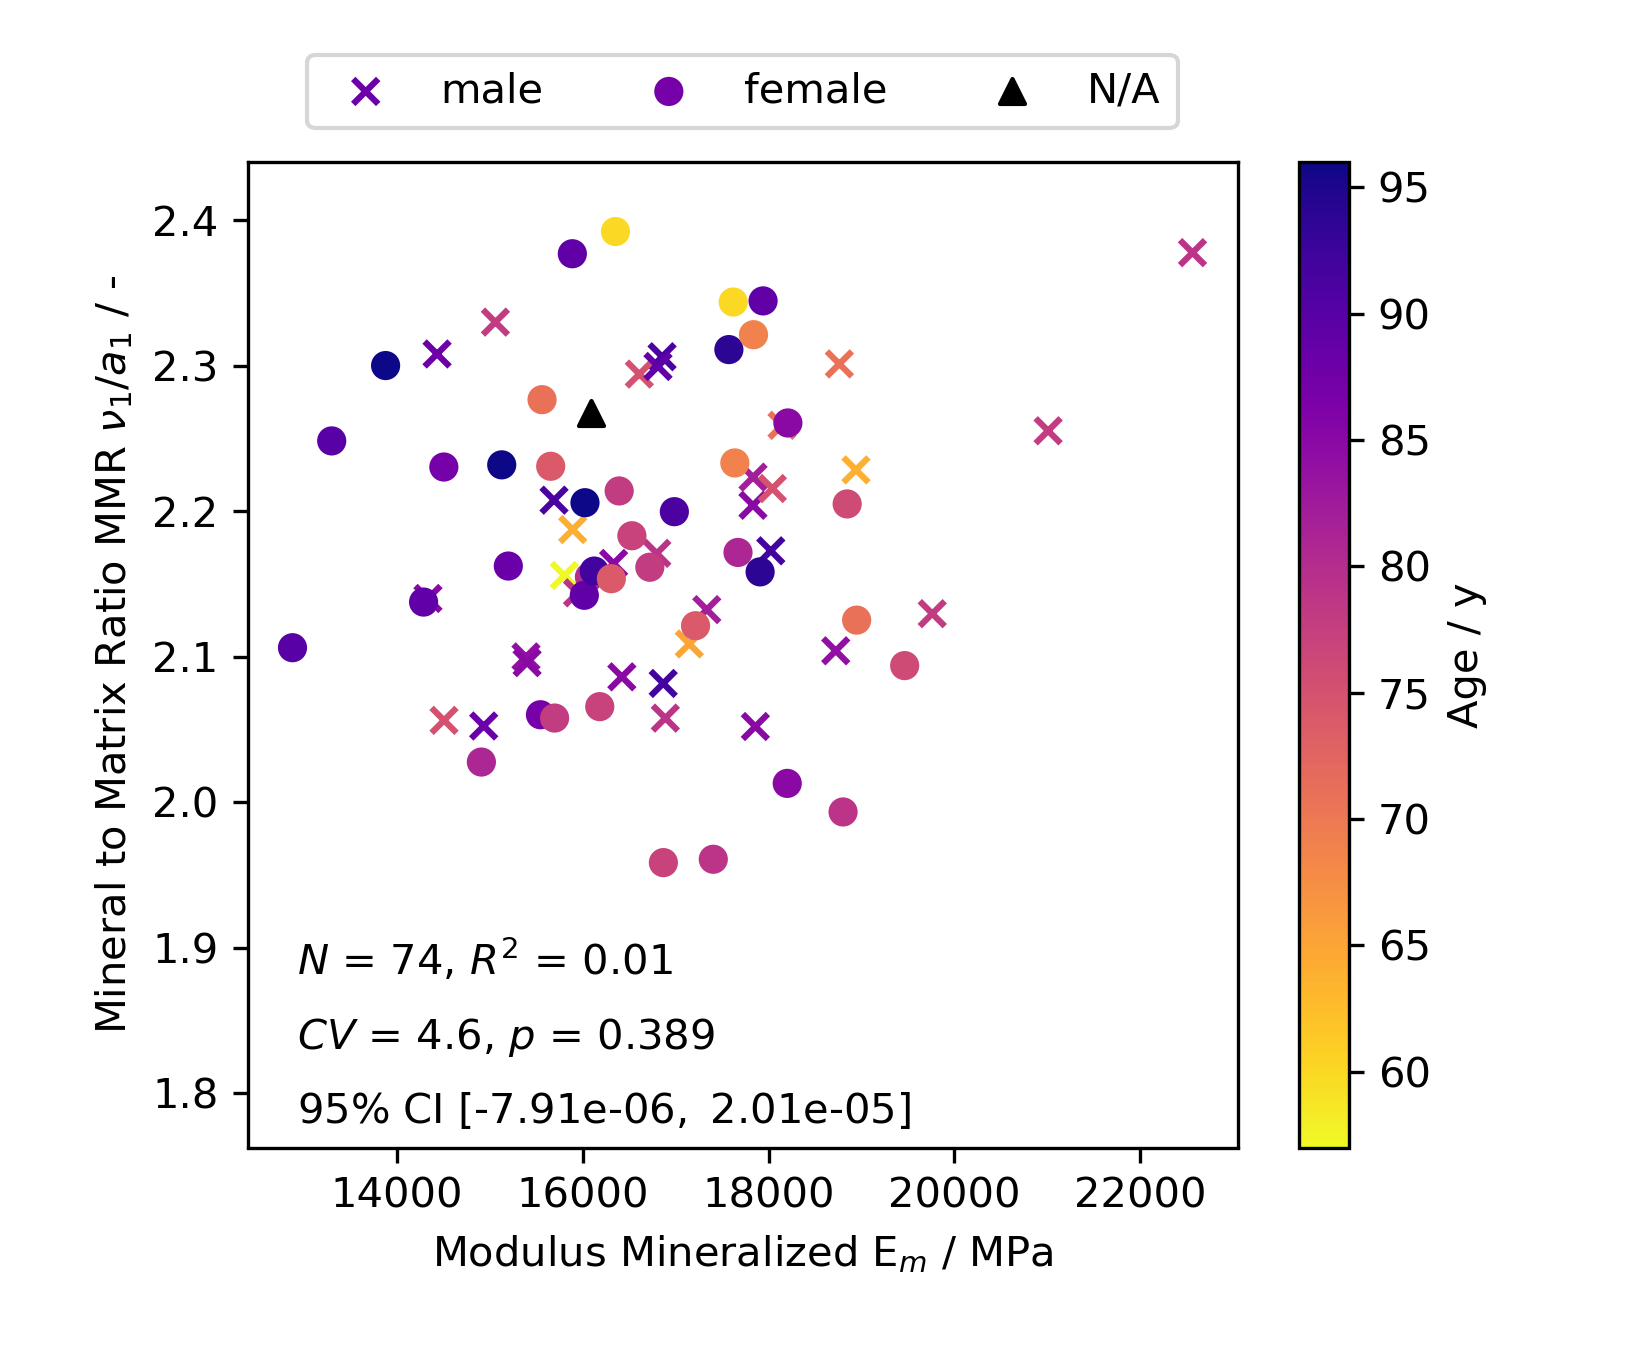 male female N/A
Mineral to Matrix Ratio MMR ν₁/a₁ / -
2.4
2.3
2.2
2.1
2.0
1.9
1.8
N = 74, R² = 0.01
CV = 4.6, p = 0.389
95% CI [-7.91e-06, 2.01e-05]
14000 16000 18000 20000 22000
Modulus Mineralized Eₘ / MPa
95
90
85
80
75
70
65
60
Age / y